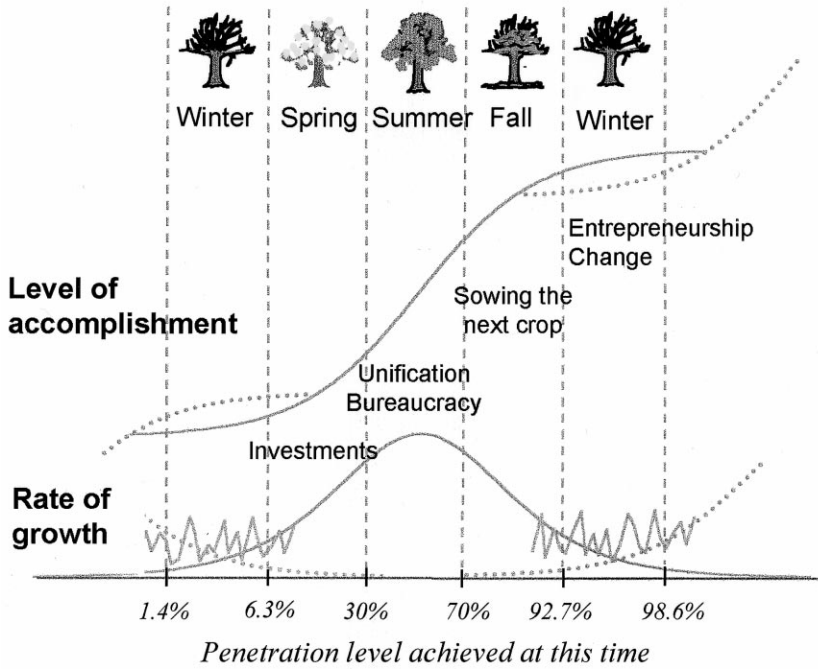 Winter Spring Summer Fall Winter
Entrepreneurship
Change
Level of
accomplishment
Sowing the
next crop
Unification
Bureaucracy
Investments
Rate of
growth
1.4% 6.3% 30% 70% 92.7% 98.6%
Penetration level achieved at this time